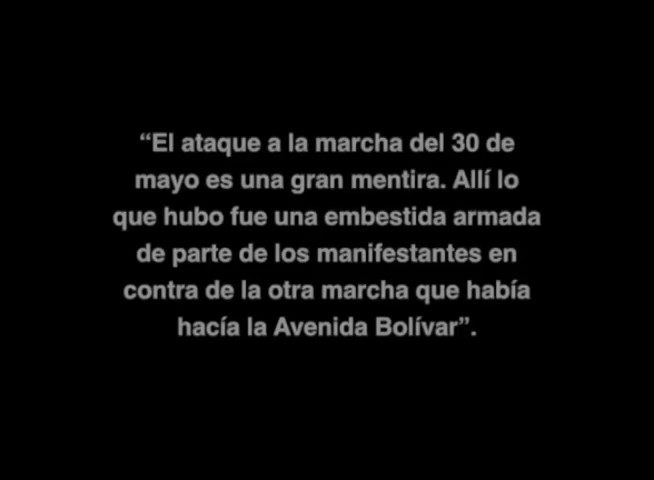 “El ataque a la marcha del 30 de
mayo es una gran mentira. Allí lo
que hubo fue una embestida armada
de parte de los manifestantes en
contra de la otra marcha que había
hacía la Avenida Bolívar”.